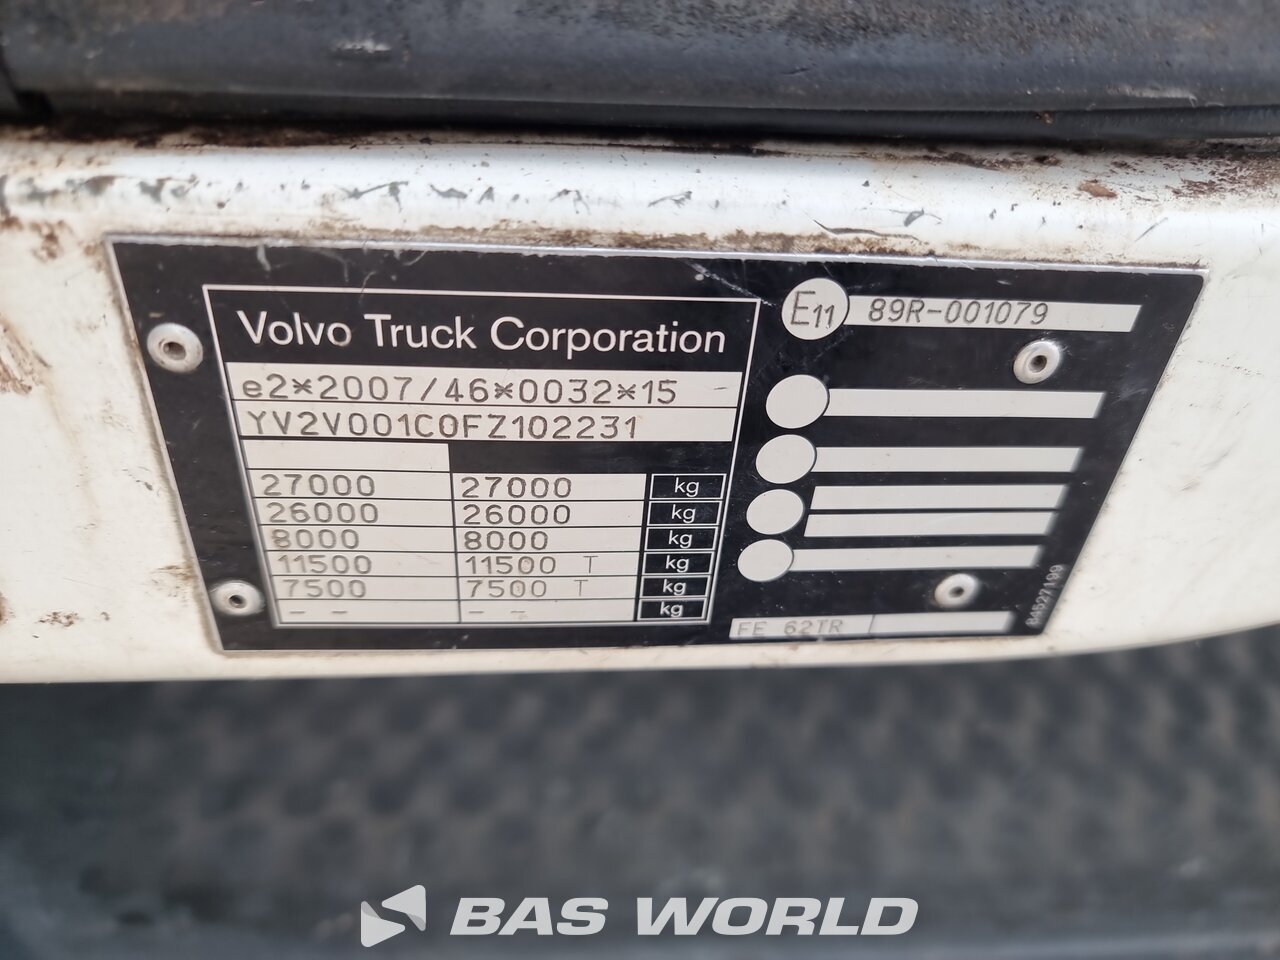 Volvo Truck Corporation
e2*2007/46*0032*15
YV2V001C0FZ102231
27000 27000 kg
26000 26000 kg
8000 8000 kg
11500 11500 T kg
7500 7500 T kg
- - - - kg
E11 89R-001079
FE 62TR
84527199
BAS WORLD